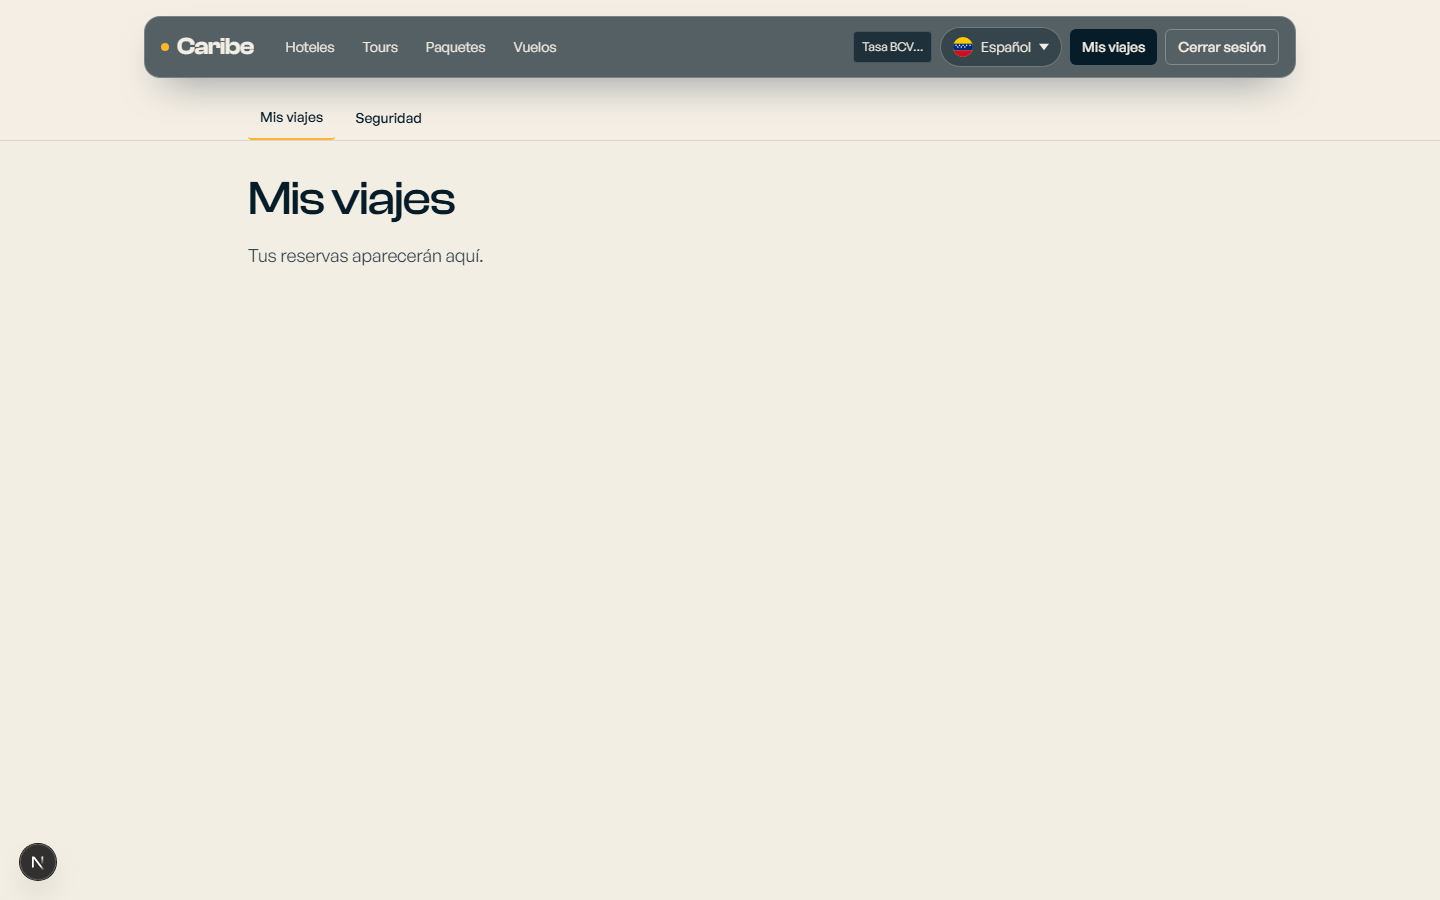 Caribe
Hoteles
Tours
Paquetes
Vuelos
Tasa BCV...
Español
Mis viajes
Cerrar sesión
Mis viajes
Seguridad
Mis viajes
Tus reservas aparecerán aquí.
N